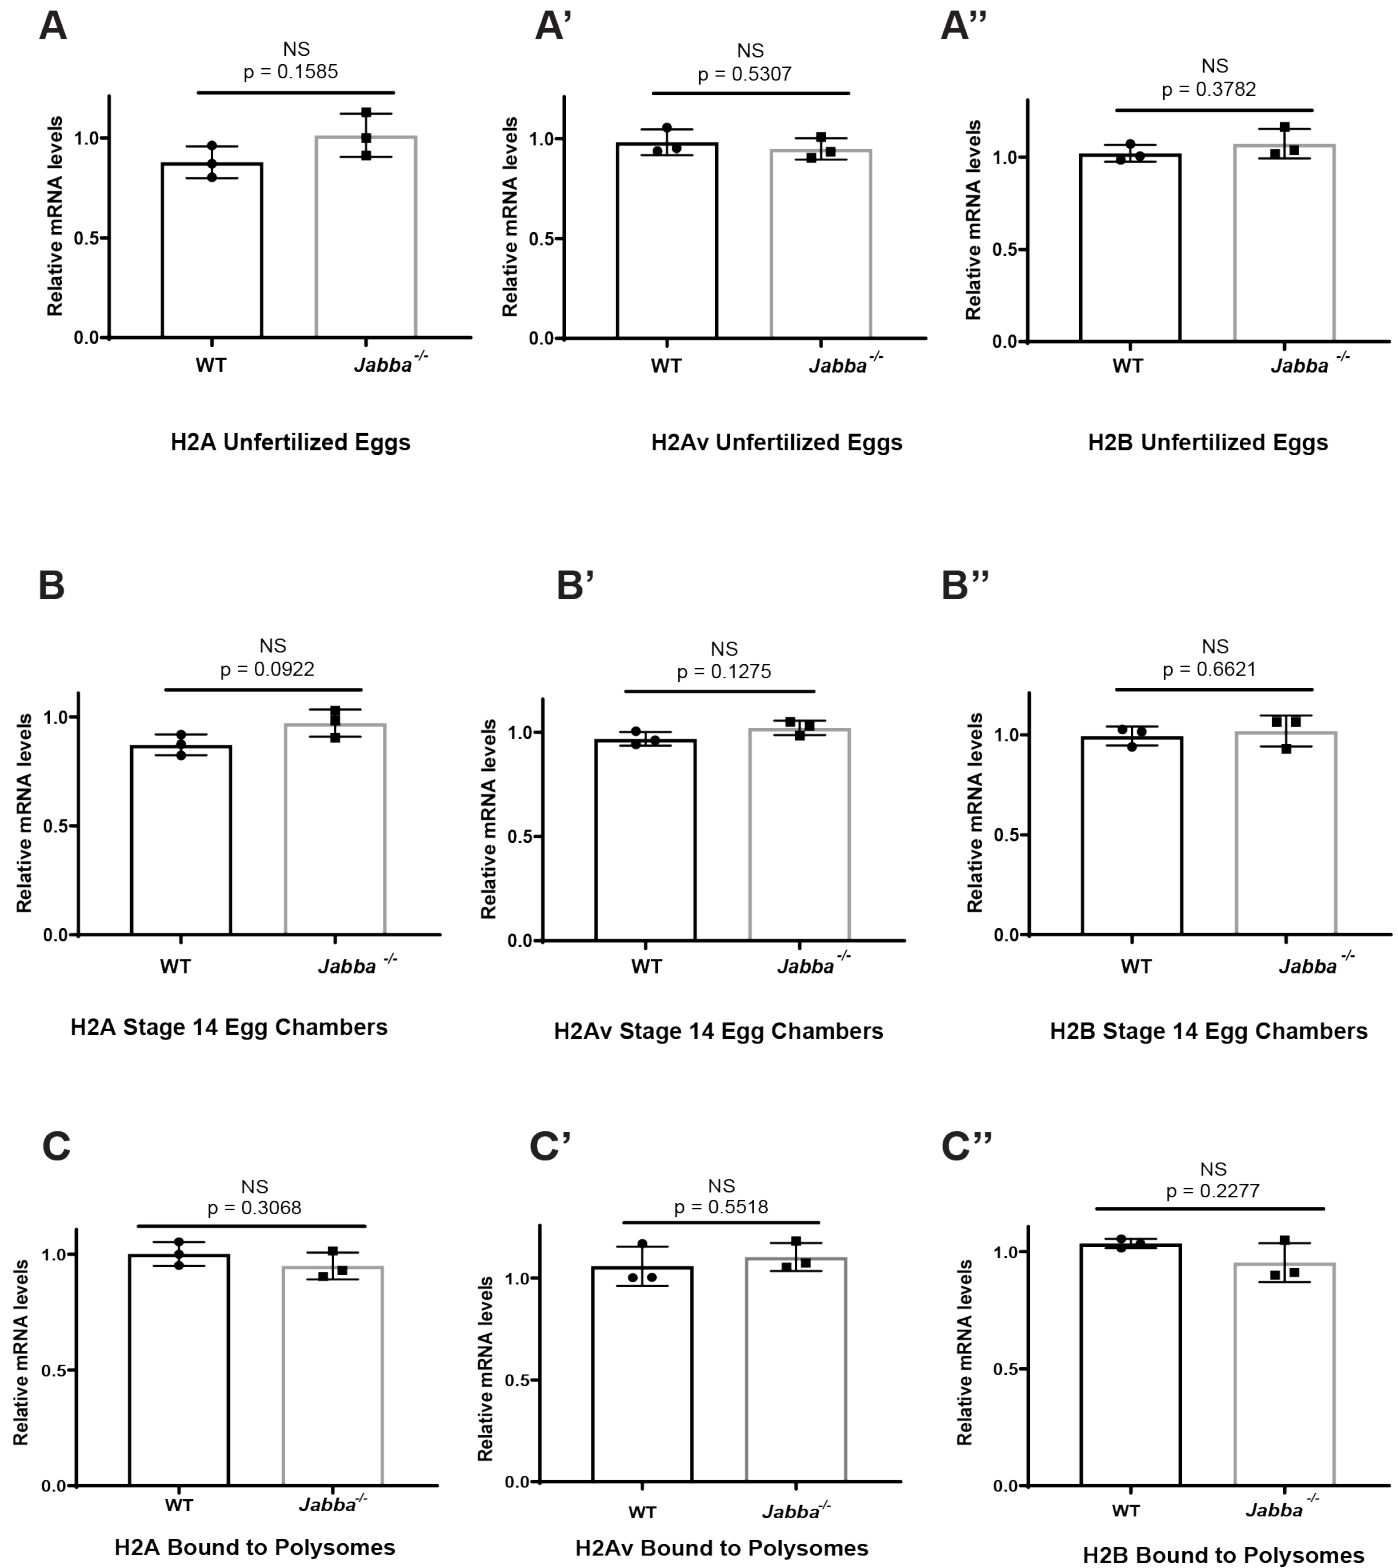 A
NS
p = 0.1585
Relative mRNA levels
1.0
0.5
0.0
WT
Jabba-/-
H2A Unfertilized Eggs
A’
NS
p = 0.5307
Relative mRNA levels
1.0
0.5
0.0
WT
Jabba-/-
H2Av Unfertilized Eggs
A’’
NS
p = 0.3782
Relative mRNA levels
1.0
0.5
0.0
WT
Jabba -/-
H2B Unfertilized Eggs
B
NS
p = 0.0922
Relative mRNA levels
1.0
0.5
0.0
WT
Jabba -/-
H2A Stage 14 Egg Chambers
B’
NS
p = 0.1275
Relative mRNA levels
1.0
0.5
0.0
WT
Jabba-/-
H2Av Stage 14 Egg Chambers
B’’
NS
p = 0.6621
Relative mRNA levels
1.0
0.5
0.0
WT
Jabba-/-
H2B Stage 14 Egg Chambers
C
NS
p = 0.3068
Relative mRNA levels
1.0
0.5
0.0
WT
Jabba-/-
H2A Bound to Polysomes
C’
NS
p = 0.5518
Relative mRNA levels
1.0
0.5
0.0
WT
Jabba-/-
H2Av Bound to Polysomes
C’’
NS
p = 0.2277
Relative mRNA levels
1.0
0.5
0.0
WT
Jabba-/-
H2B Bound to Polysomes